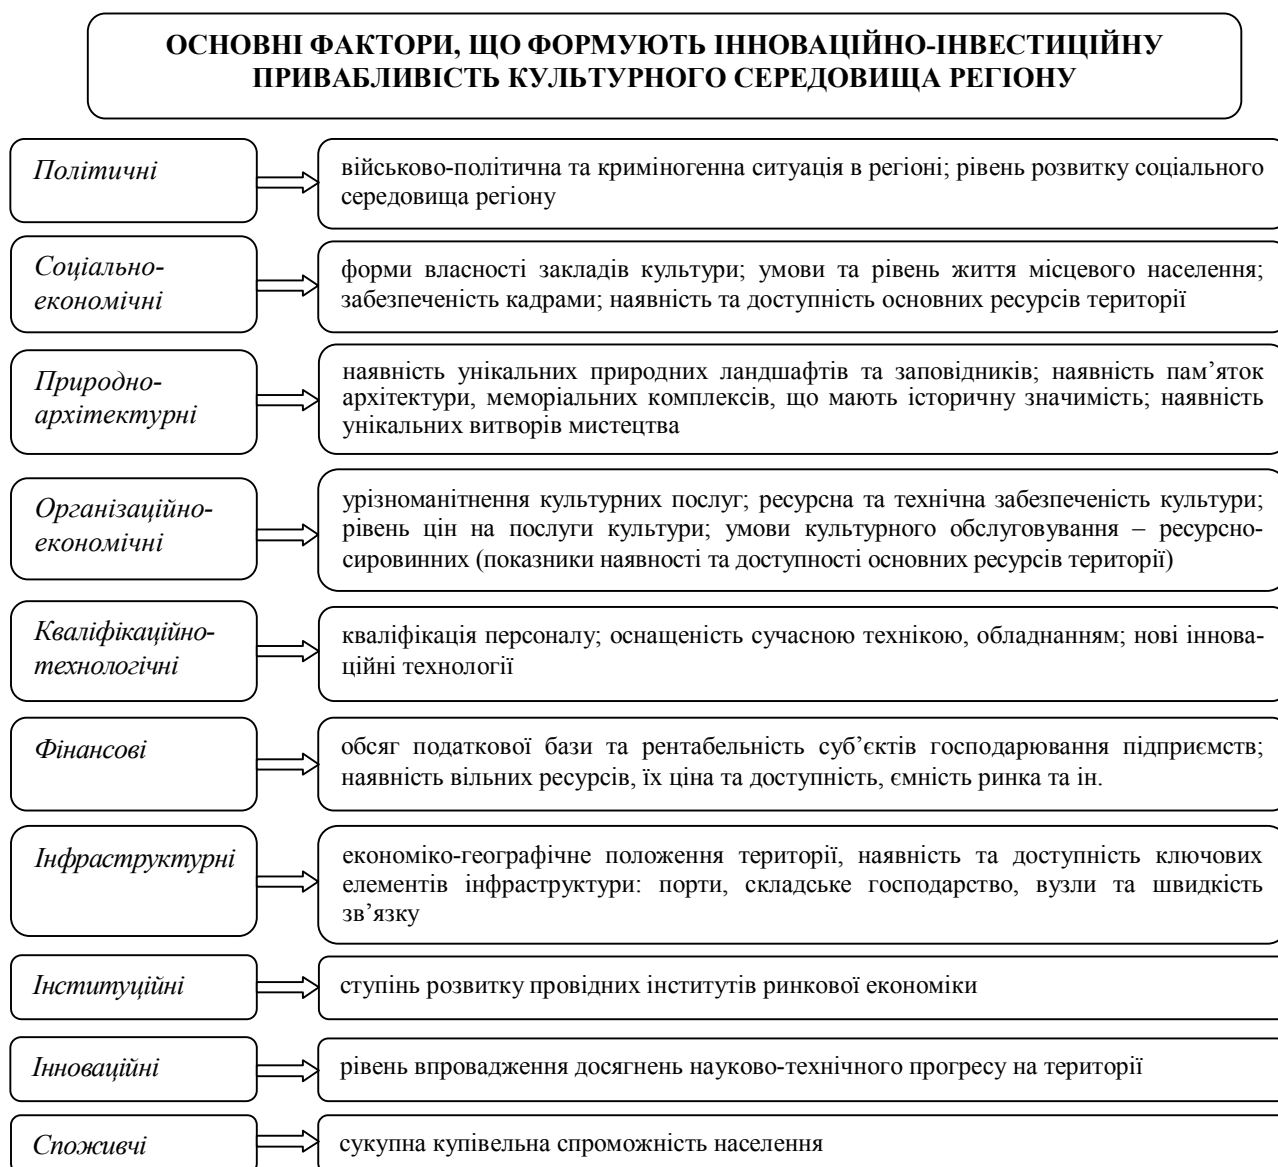 ОСНОВНІ ФАКТОРИ, ЩО ФОРМУЮТЬ ІННОВАЦІЙНО-ІНВЕСТИЦІЙНУ
ПРИВАБЛИВІСТЬ КУЛЬТУРНОГО СЕРЕДОВИЩА РЕГІОНУ
Політичні
військово-політична та криміногенна ситуація в регіоні; рівень розвитку соціального
середовища регіону
Соціально-
економічні
форми власності закладів культури; умови та рівень життя місцевого населення;
забезпеченість кадрами; наявність та доступність основних ресурсів території
Природно-
архітектурні
наявність унікальних природних ландшафтів та заповідників; наявність пам’яток
архітектури, меморіальних комплексів, що мають історичну значимість; наявність
унікальних витворів мистецтва
Організаційно-
економічні
урізноманітнення культурних послуг; ресурсна та технічна забезпеченість культури;
рівень цін на послуги культури; умови культурного обслуговування – ресурсно-
сировинних (показники наявності та доступності основних ресурсів території)
Кваліфікаційно-
технологічні
кваліфікація персоналу; оснащеність сучасною технікою, обладнанням; нові іннова-
ційні технології
Фінансові
обсяг податкової бази та рентабельність суб’єктів господарювання підприємств;
наявність вільних ресурсів, їх ціна та доступність, ємність ринка та ін.
Інфраструктурні
економіко-географічне положення території, наявність та доступність ключових
елементів інфраструктури: порти, складське господарство, вузли та швидкість
зв’язку
Інституційні
ступінь розвитку провідних інститутів ринкової економіки
Інноваційні
рівень впровадження досягнень науково-технічного прогресу на території
Споживчі
сукупна купівельна спроможність населення